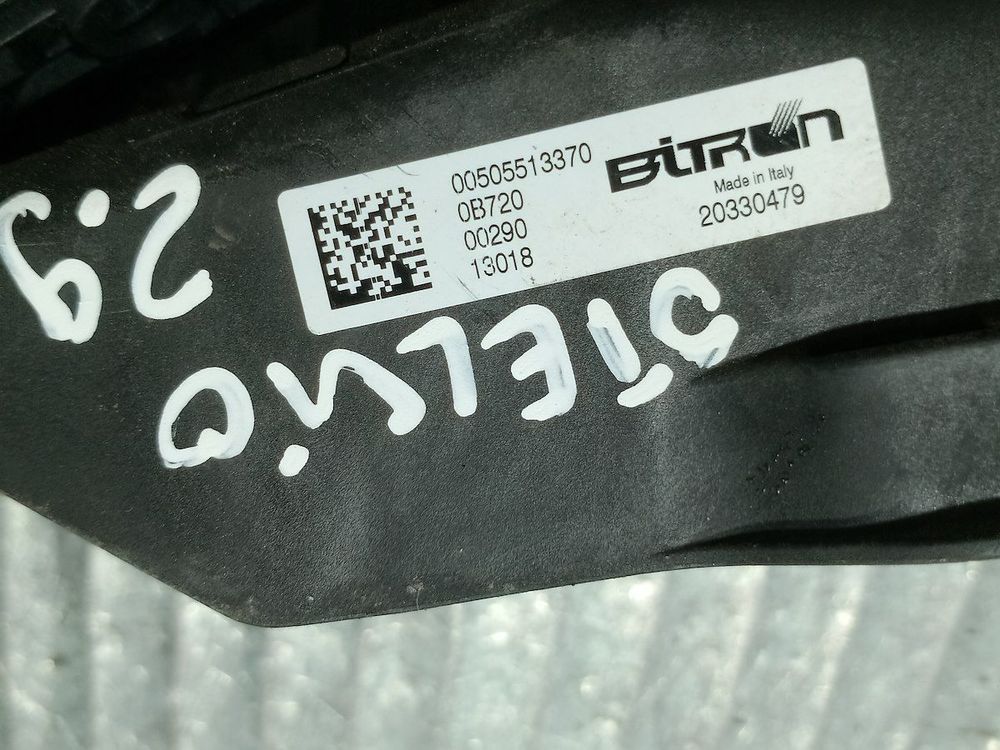 00505513370
0B720
00290
13018
BITRON
Made in Italy
20330479
STELVIO
2.9